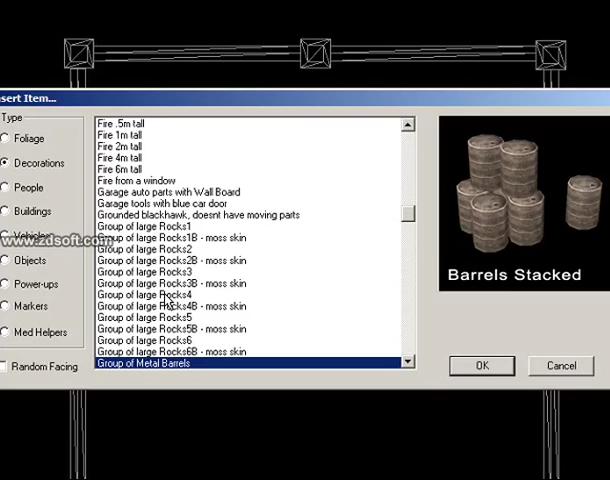 nsert Item...
Type
Foliage
Decorations
People
Buildings
Vehicles
www.zdsoft.com
Objects
Power-ups
Markers
Med Helpers
Random Facing
Fire .5m tall
Fire 1m tall
Fire 2m tall
Fire 4m tall
Fire 6m tall
Fire from a window
Garage auto parts with Wall Board
Garage tools with blue car door
Grounded blackhawk, doesnt have moving parts
Group of large Rocks1
Group of large Rocks1B - moss skin
Group of large Rocks2
Group of large Rocks2B - moss skin
Group of large Rocks3
Group of large Rocks3B - moss skin
Group of large Rocks4
Group of large Rocks4B - moss skin
Group of large Rocks5
Group of large Rocks5B - moss skin
Group of large Rocks6
Group of large Rocks6B - moss skin
Group of Metal Barrels
Barrels Stacked
OK
Cancel